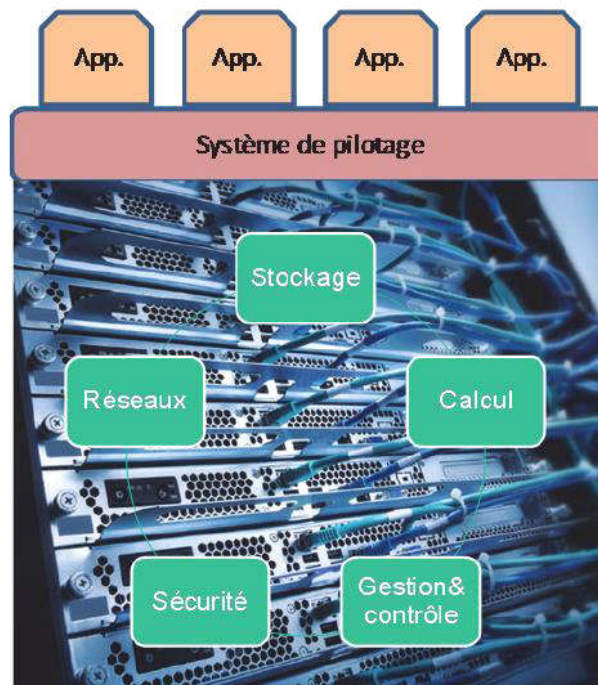 App. App. App. App.
Système de pilotage
Stockage
Réseaux
Calcul
Sécurité
Gestion&
contrôle